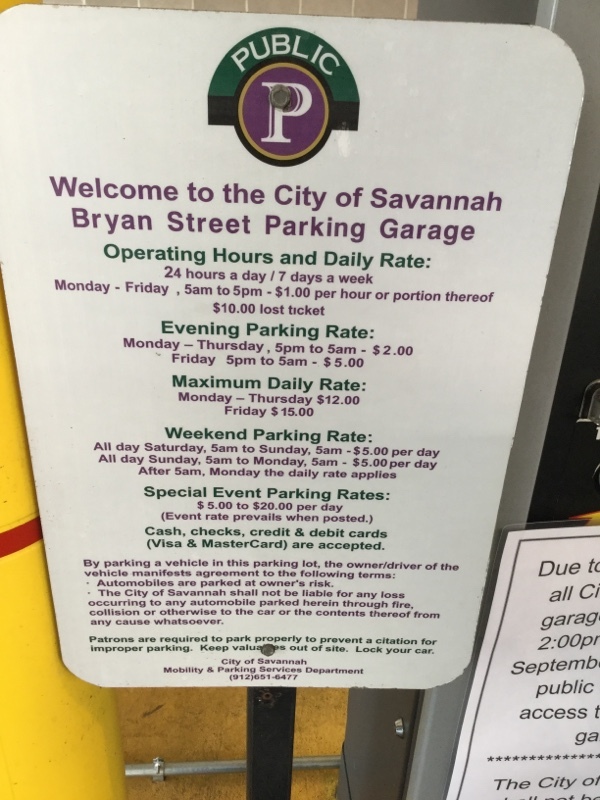 PUBLIC
P
Welcome to the City of Savannah
Bryan Street Parking Garage
Operating Hours and Daily Rate:
24 hours a day / 7 days a week
Monday - Friday , 5am to 5pm - $1.00 per hour or portion thereof
$10.00 lost ticket
Evening Parking Rate:
Monday – Thursday, 5pm to 5am - $2.00
Friday 5pm to 5am - $5.00
Maximum Daily Rate:
Monday – Thursday $12.00
Friday $15.00
Weekend Parking Rate:
All day Saturday, 5am to Sunday, 5am -$5.00 per day
All day Sunday, 5am to Monday, 5am - $5.00 per day
After 5am, Monday the daily rate applies
Special Event Parking Rates:
$5.00 to $20.00 per day
(Event rate prevails when posted.)
Cash, checks, credit & debit cards
(Visa & MasterCard) are accepted.
By parking a vehicle in this parking lot, the owner/driver of the
vehicle manifests agreement to the following terms:
· Automobiles are parked at owner's risk.
· The City of Savannah shall not be liable for any loss
occurring to any automobile parked herein through fire,
collision or otherwise to the car or the contents thereof from
any cause whatsoever.
Patrons are required to park properly to prevent a citation for
improper parking. Keep valuables out of site. Lock your car.
City of Savannah
Mobility & Parking Services Department
(912)651-6477
Due to
all Ci
garag
2:00pm
Septembe
public
access t
ga
********************
The City of